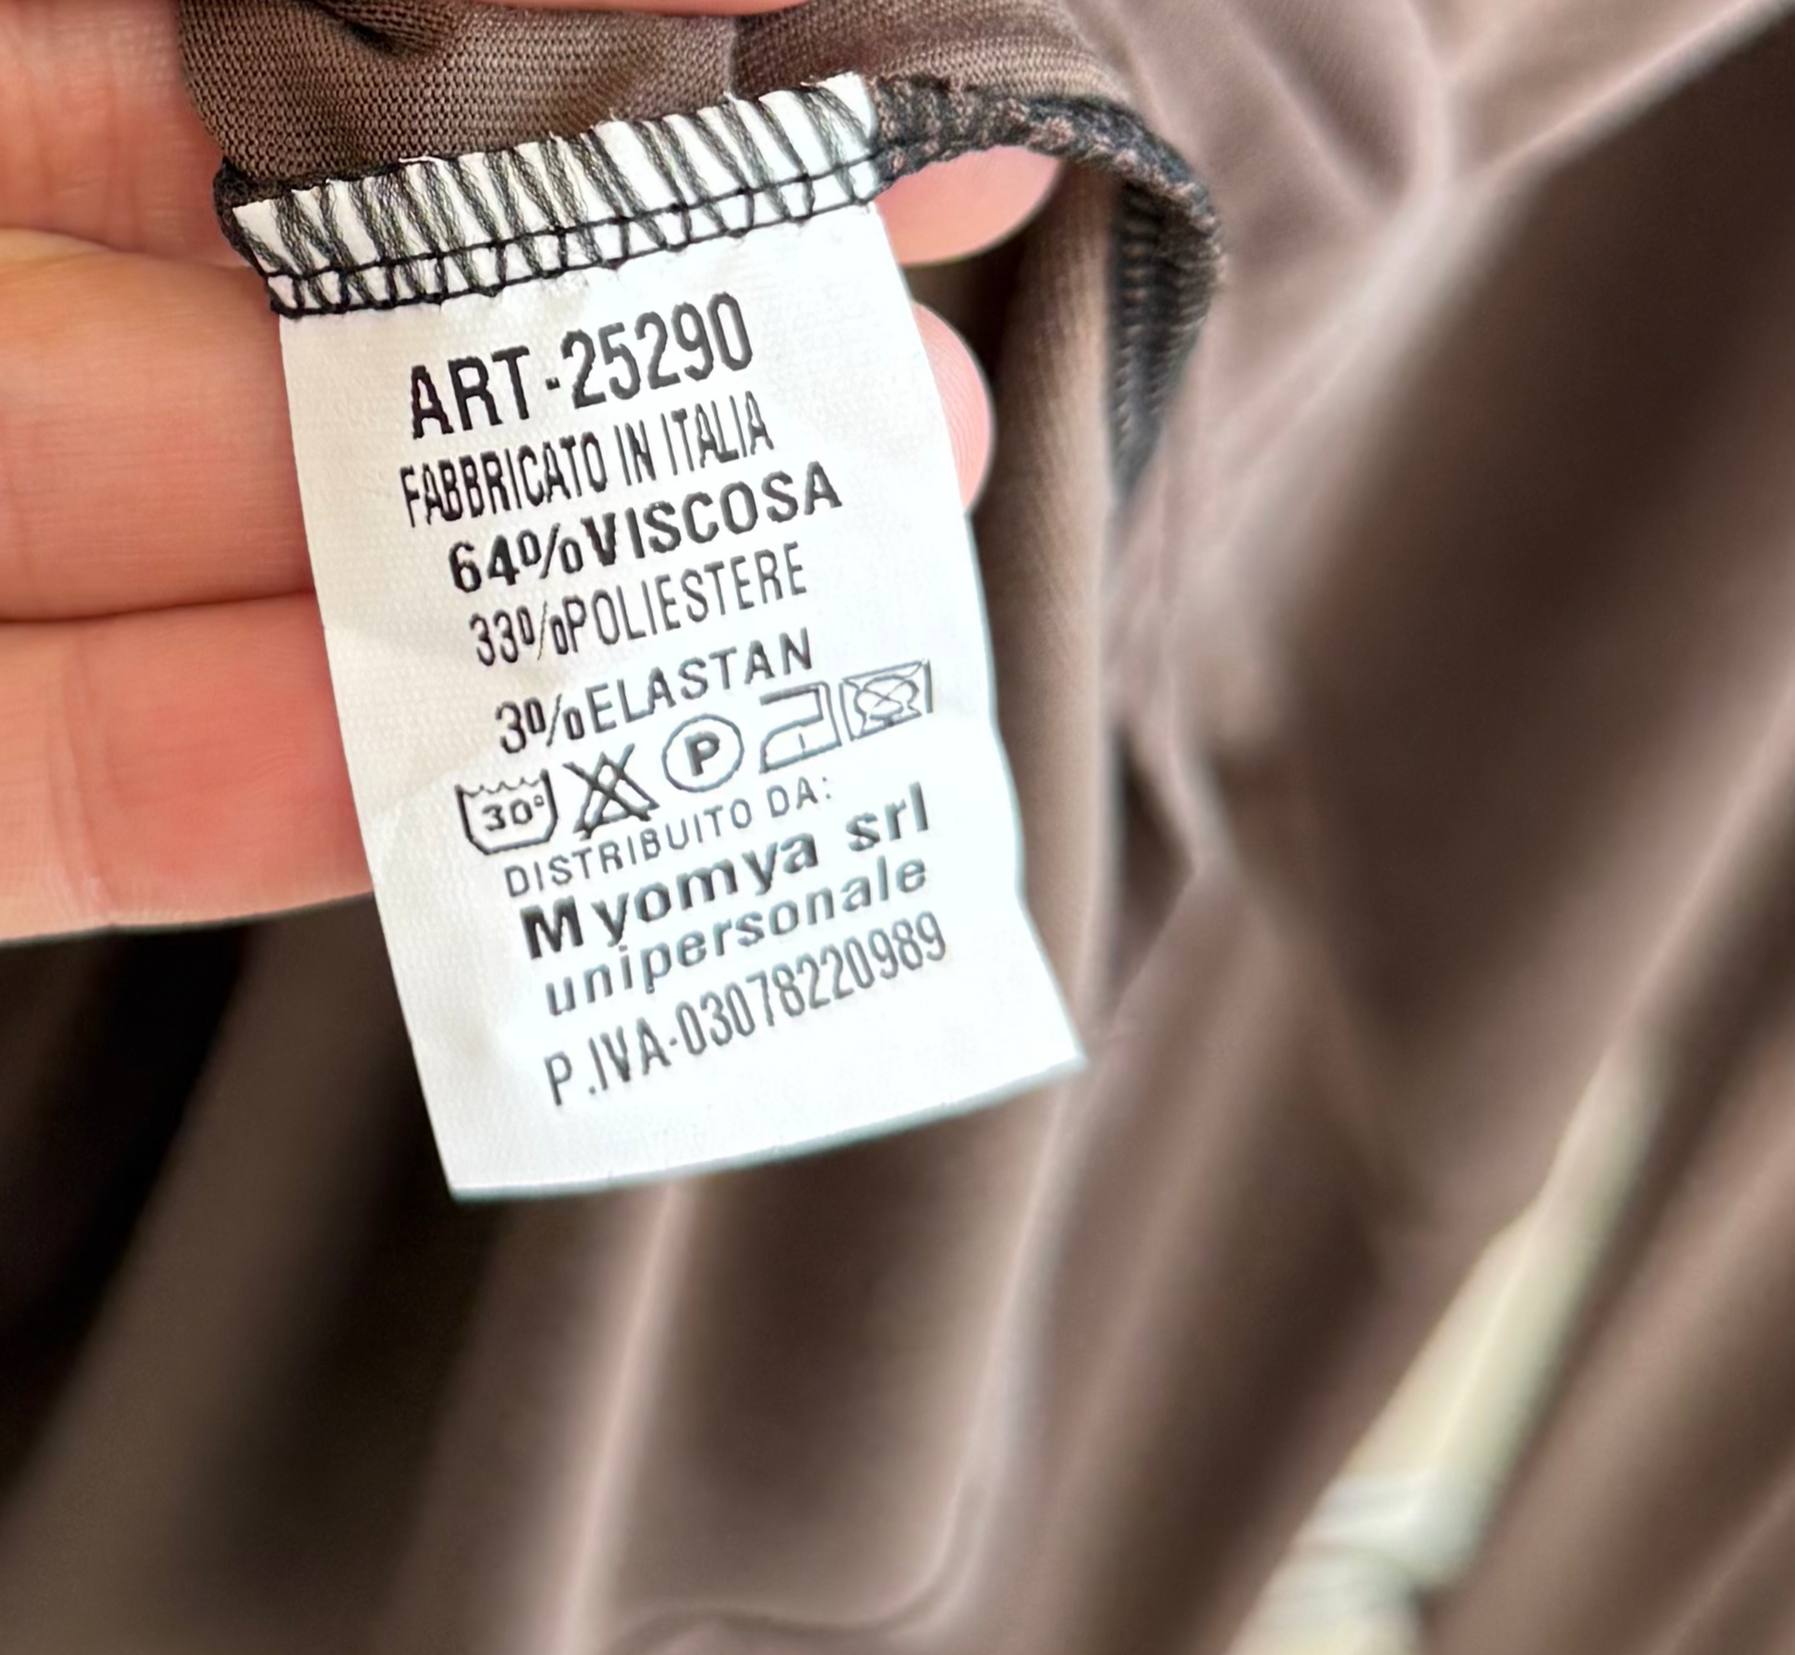 ART-25290
FABBRICATO IN ITALIA
64%VISCOSA
33%POLIESTERE
3%ELASTAN
30° P
DISTRIBUITO DA:
Myomya srl
unipersonale
P.IVA-03078220989